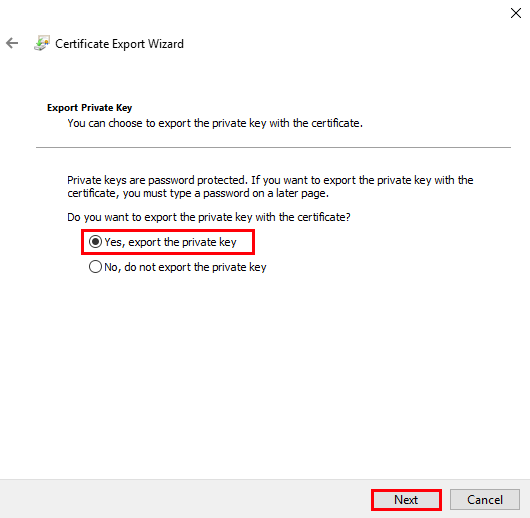 Certificate Export Wizard
Export Private Key
You can choose to export the private key with the certificate.
Private keys are password protected. If you want to export the private key with the
certificate, you must type a password on a later page.
Do you want to export the private key with the certificate?
Yes, export the private key
No, do not export the private key
Next
Cancel